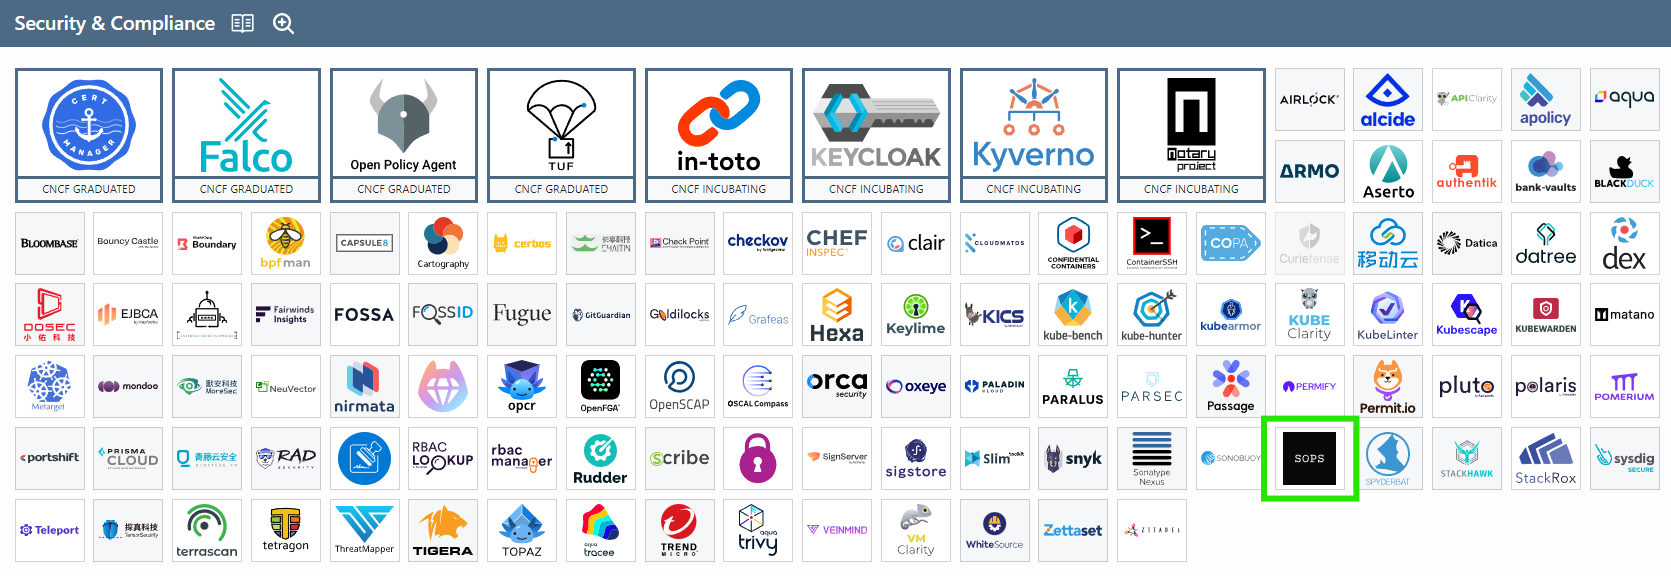 Security & Compliance
CERT MANAGER
CNCF GRADUATED
Falco
CNCF GRADUATED
Open Policy Agent
CNCF GRADUATED
TUF
CNCF GRADUATED
in-toto
CNCF INCUBATING
KEYCLOAK
CNCF INCUBATING
Kyverno
CNCF INCUBATING
notary
project
CNCF INCUBATING
AIRLOCK
alcide
APIClarity
apolicy
aqua
ARMO
Aserto
authentik
bank-vaults
BLACKDUCK
BLOOMBASE
Bouncy Castle
HashiCorp
Boundary
bpfman
CAPSULE8
Cartography
cerbos
长亭科技
CHAITIN
Check Point
checkov
CHEF
INSPEC
clair
CLOUDMATOS
CONFIDENTIAL
CONTAINERS
>_
ContainerSSH
COPA
Curiefense
移动云
Datica
datree
dex
DOSEC
小佑科技
EJBCA
Fairwinds
Insights
FOSSA
FOSSID
Fugue
GitGuardian
Goldilocks
Grafeas
Hexa
Keylime
KICS
kube-bench
kube-hunter
kubearmor
KUBE
Clarity
KubeLinter
Kubescape
KUBEWARDEN
matano
Metarget
mondoo
默安科技
MoreSec
NeuVector
nirmata
opcr
OpenFGA
OpenSCAP
OSCAL Compass
orca
security
oxeye
PALADIN
CLOUD
PARALUS
PARSEC
Passage
PERMIFY
Permit.io
pluto
polaris
POMERIUM
portshift
PRISMA
CLOUD
青藤云安全
RAD
SECURITY
RBAC
LOOKUP
rbac
manager
Rudder
Scribe
SignServer
sigstore
Slim toolkit
snyk
Sonatype
Nexus
SONOBUOY
SOPS
SPYDERBAT
STACKHAWK
StackRox
sysdig
SECURE
Teleport
探真科技
TensorSecurity
terrascan
tetragon
ThreatMapper
TIGERA
TOPAZ
aqua
tracee
TREND
MICRO
aqua
trivy
VEINMIND
VM
Clarity
WhiteSource
Zettaset
ZITADEL